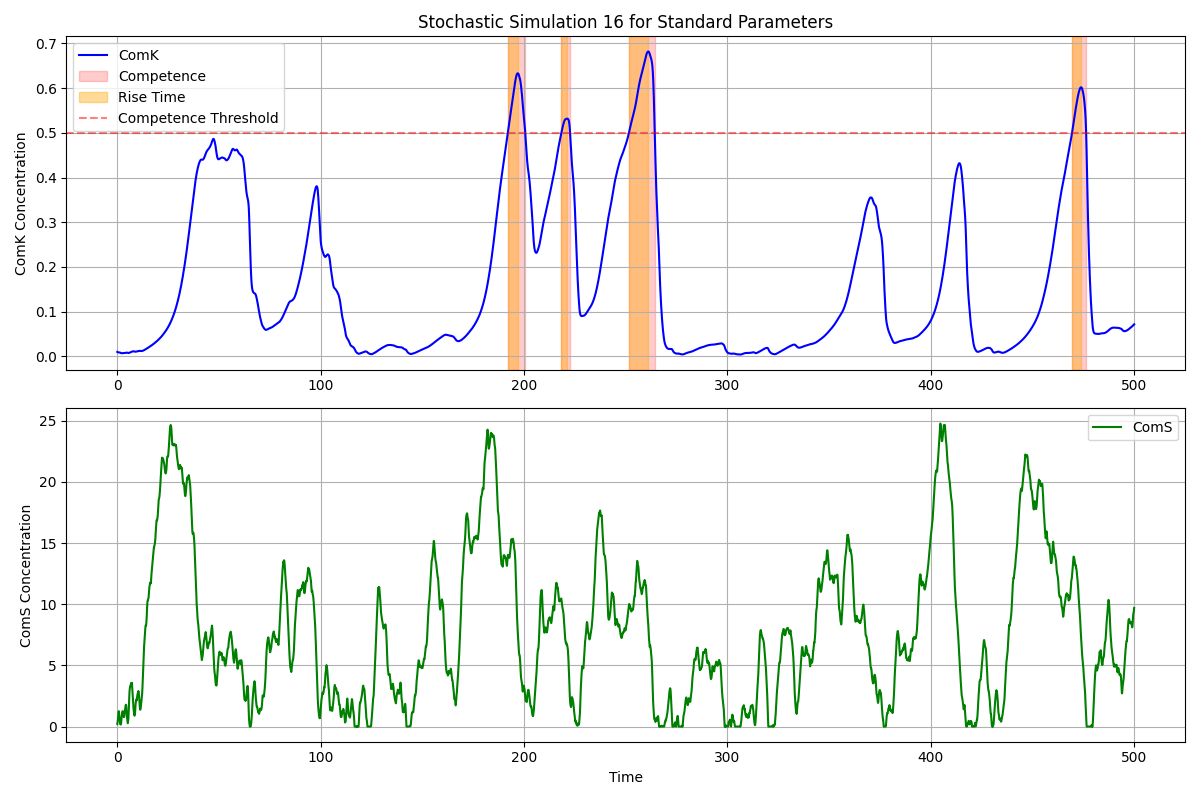 Stochastic Simulation 16 for Standard Parameters
ComK Concentration
0.7
0.6
0.5
0.4
0.3
0.2
0.1
0.0
ComK
Competence
Rise Time
Competence Threshold
0 100 200 300 400 500
ComS Concentration
25
20
15
10
5
0
ComS
0 100 200 300 400 500
Time